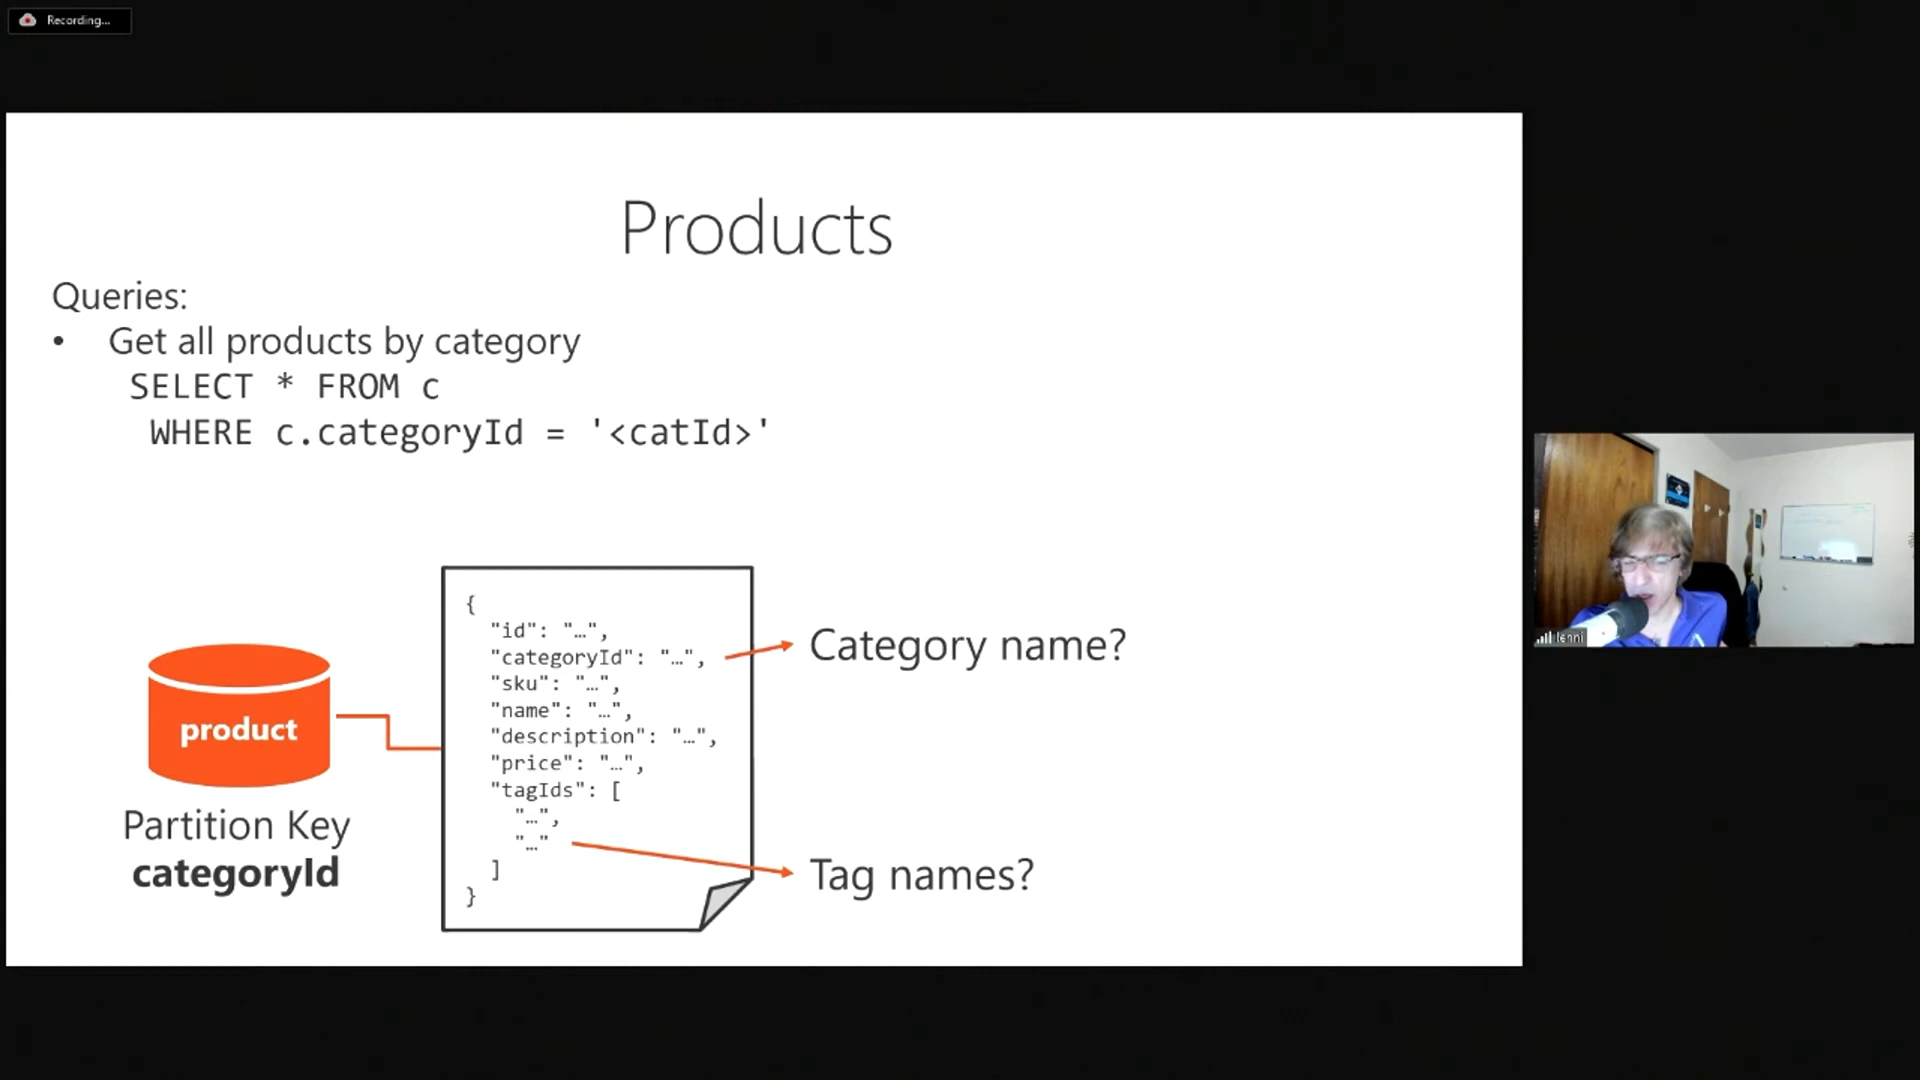 Recording...
Products
Queries:
• Get all products by category
SELECT * FROM c
WHERE c.categoryId = '<catId>'
{
"id": "…",
"categoryId": "…",
"sku": "…",
"name": "…",
"description": "…",
"price": "…",
"tagIds": [
"…",
"…"
]
}
Category name?
Tag names?
product
Partition Key
categoryId